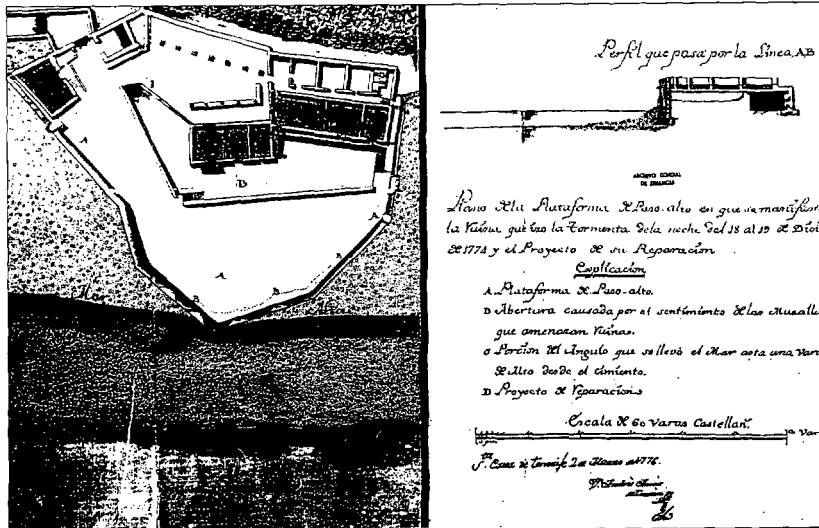 Perfil que pasa por la Linea, AB
ARCHIVO GENERAL
DE SIMANCAS
Plano de la Plataforma de Paso-alto en que se manifiesta
la Ruina que izo la Tormenta dela noche del 18 al 19 de Dici
de 1774 y el Proyecto de su Reparacion
Explicacion
A Plataforma de Paso-alto.
B Abertura causada por el sentimiento de las Muralla
que amenazan Ruinas.
C Porcion del Angulo que se llevó el Mar asta una Vara
de Alto desde el cimiento.
D Proyecto de Reparacion
Escala de 60 Varas Castellan.
Varas
S.ta Cruz de Tenerife 2 de Marzo de 1776.
A
D
A
A
B
B
B